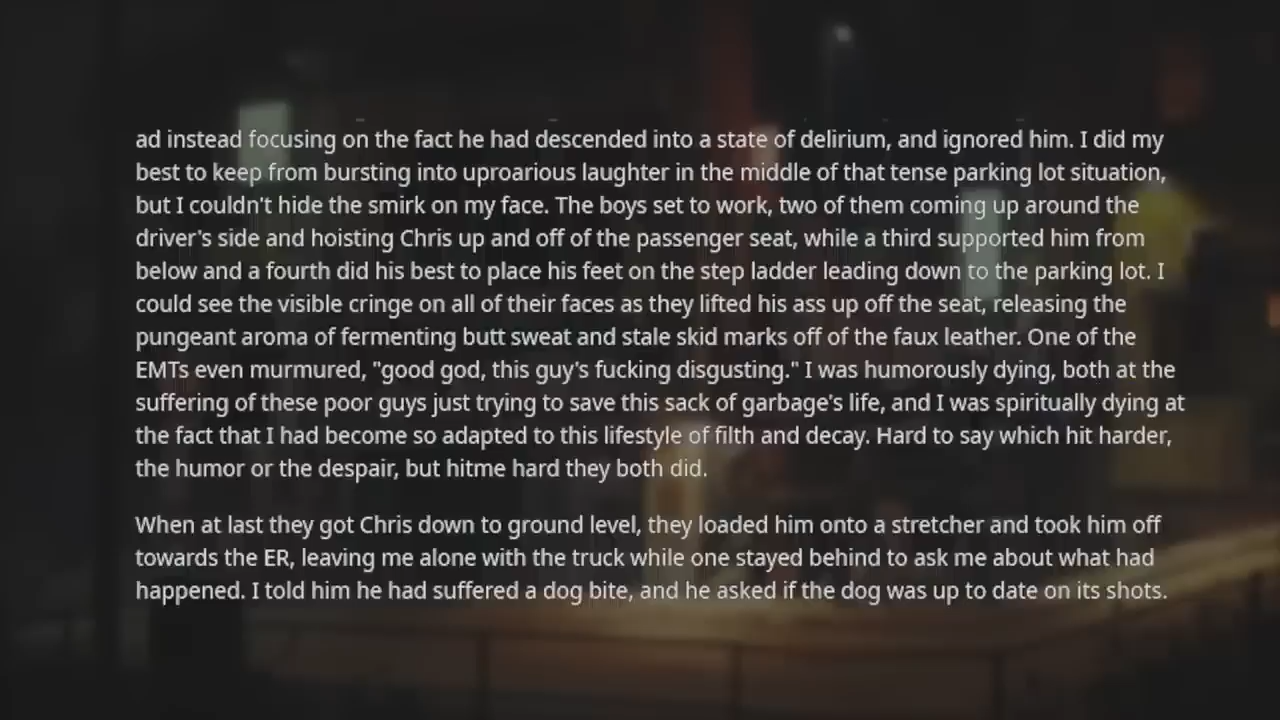 ad instead focusing on the fact he had descended into a state of delirium, and ignored him. I did my
best to keep from bursting into uproarious laughter in the middle of that tense parking lot situation,
but I couldn't hide the smirk on my face. The boys set to work, two of them coming up around the
driver's side and hoisting Chris up and off of the passenger seat, while a third supported him from
below and a fourth did his best to place his feet on the step ladder leading down to the parking lot. I
could see the visible cringe on all of their faces as they lifted his ass up off the seat, releasing the
pungeant aroma of fermenting butt sweat and stale skid marks off of the faux leather. One of the
EMTs even murmured, "good god, this guy's fucking disgusting." I was humorously dying, both at the
suffering of these poor guys just trying to save this sack of garbage's life, and I was spiritually dying at
the fact that I had become so adapted to this lifestyle of filth and decay. Hard to say which hit harder,
the humor or the despair, but hitme hard they both did.
When at last they got Chris down to ground level, they loaded him onto a stretcher and took him off
towards the ER, leaving me alone with the truck while one stayed behind to ask me about what had
happened. I told him he had suffered a dog bite, and he asked if the dog was up to date on its shots.